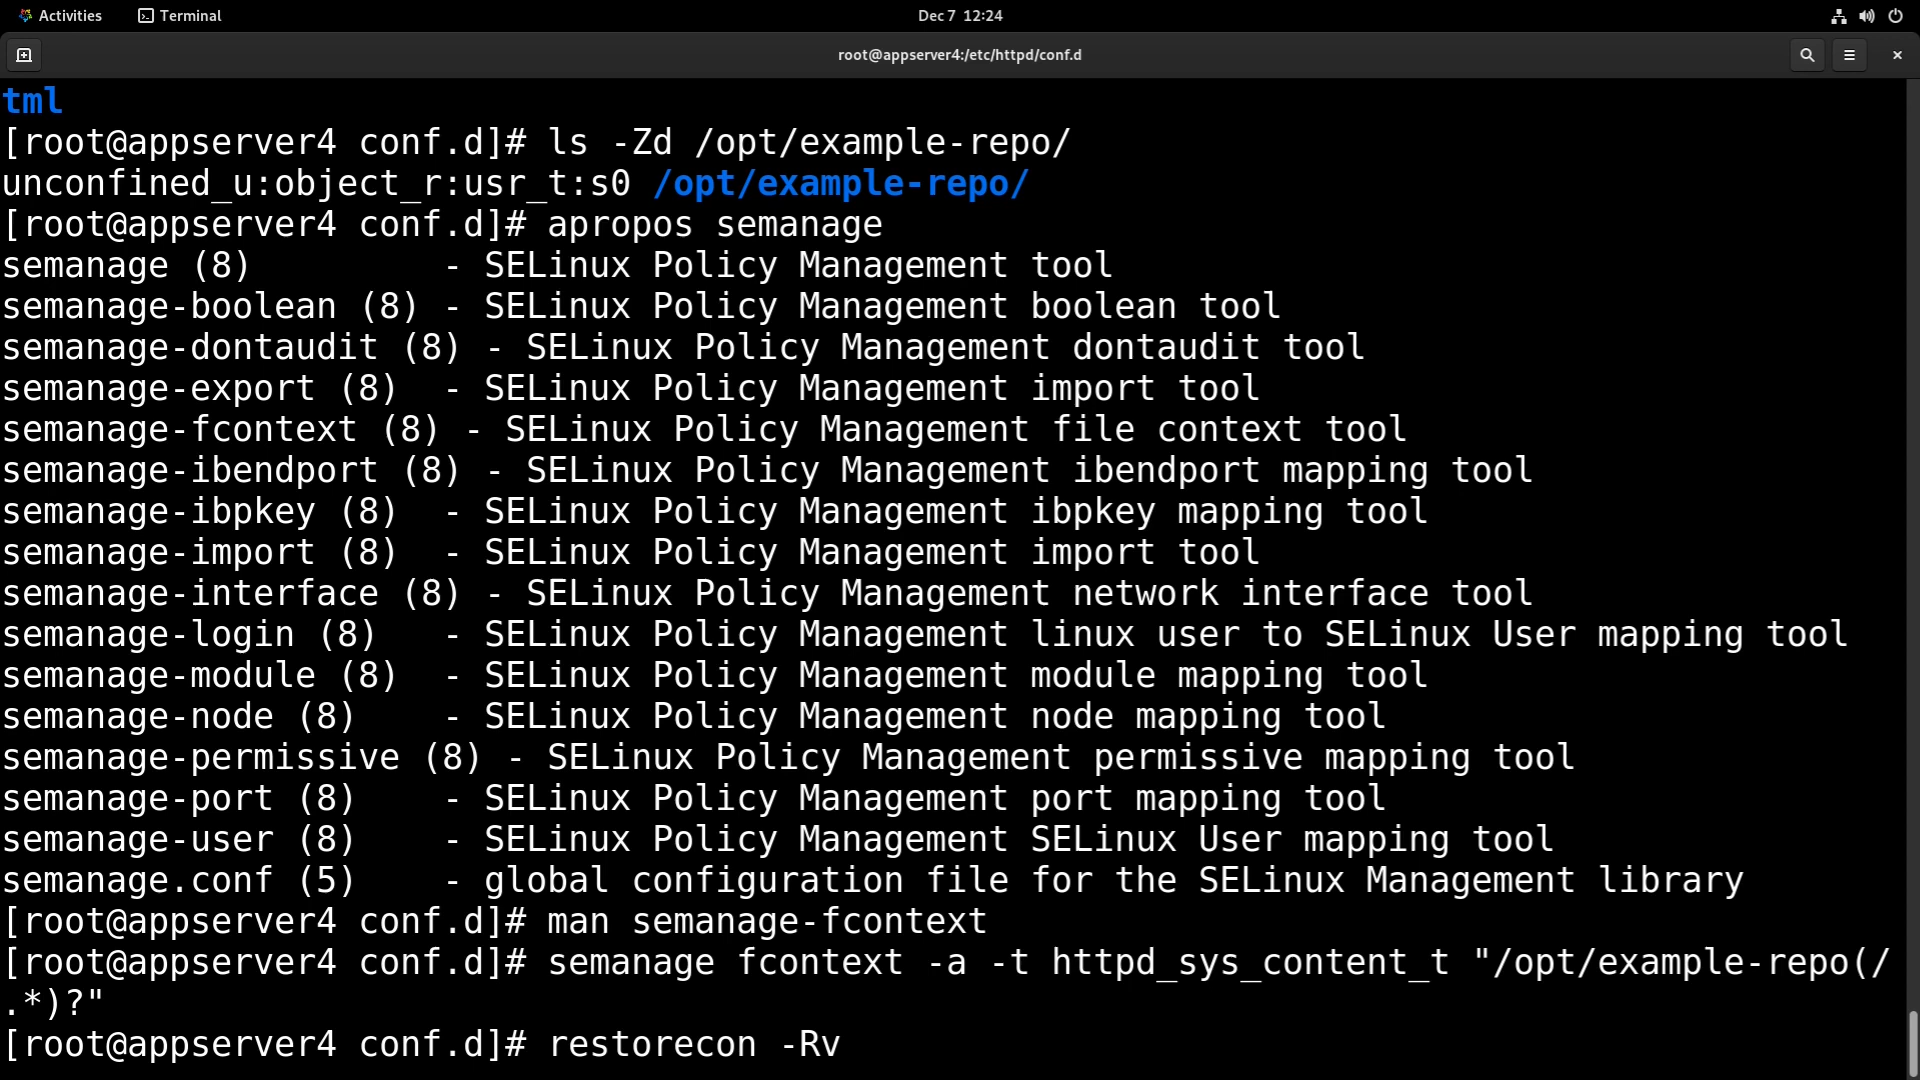 Activities Terminal Dec 7 12:24
root@appserver4:/etc/httpd/conf.d
tml
[root@appserver4 conf.d]# ls -Zd /opt/example-repo/
unconfined_u:object_r:usr_t:s0 /opt/example-repo/
[root@appserver4 conf.d]# apropos semanage
semanage (8)         - SELinux Policy Management tool
semanage-boolean (8) - SELinux Policy Management boolean tool
semanage-dontaudit (8) - SELinux Policy Management dontaudit tool
semanage-export (8)  - SELinux Policy Management import tool
semanage-fcontext (8) - SELinux Policy Management file context tool
semanage-ibendport (8) - SELinux Policy Management ibendport mapping tool
semanage-ibpkey (8)  - SELinux Policy Management ibpkey mapping tool
semanage-import (8)  - SELinux Policy Management import tool
semanage-interface (8) - SELinux Policy Management network interface tool
semanage-login (8)   - SELinux Policy Management linux user to SELinux User mapping tool
semanage-module (8)  - SELinux Policy Management module mapping tool
semanage-node (8)    - SELinux Policy Management node mapping tool
semanage-permissive (8) - SELinux Policy Management permissive mapping tool
semanage-port (8)    - SELinux Policy Management port mapping tool
semanage-user (8)    - SELinux Policy Management SELinux User mapping tool
semanage.conf (5)    - global configuration file for the SELinux Management library
[root@appserver4 conf.d]# man semanage-fcontext
[root@appserver4 conf.d]# semanage fcontext -a -t httpd_sys_content_t "/opt/example-repo(/
.*)?"
[root@appserver4 conf.d]# restorecon -Rv